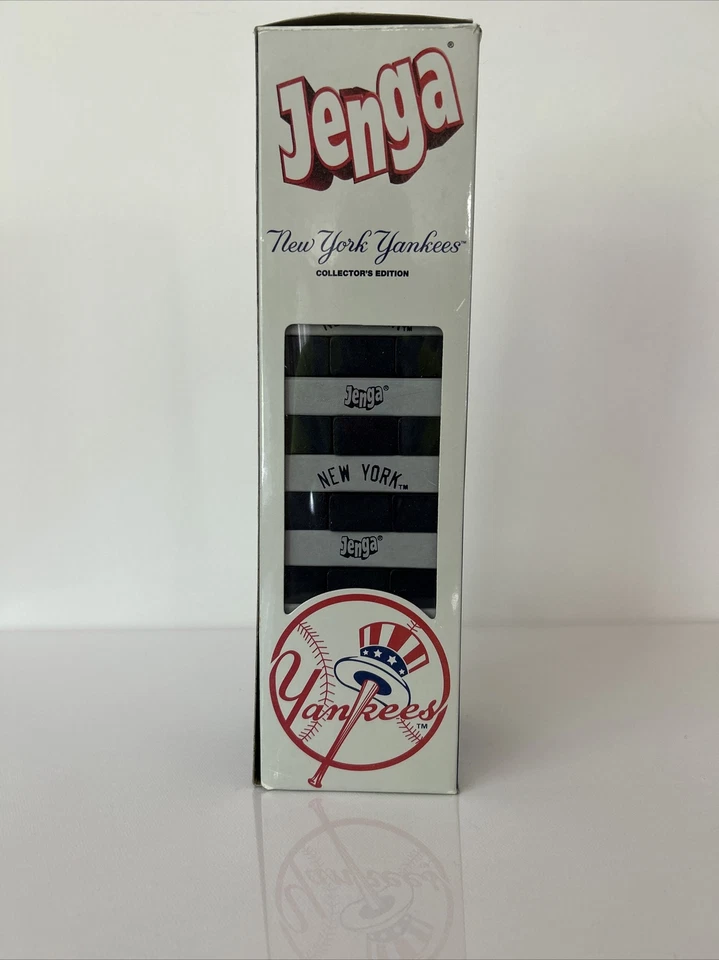 Jenga®
New York Yankees™
COLLECTOR'S EDITION
Jenga®
NEW YORK™
Jenga®
Yankees™